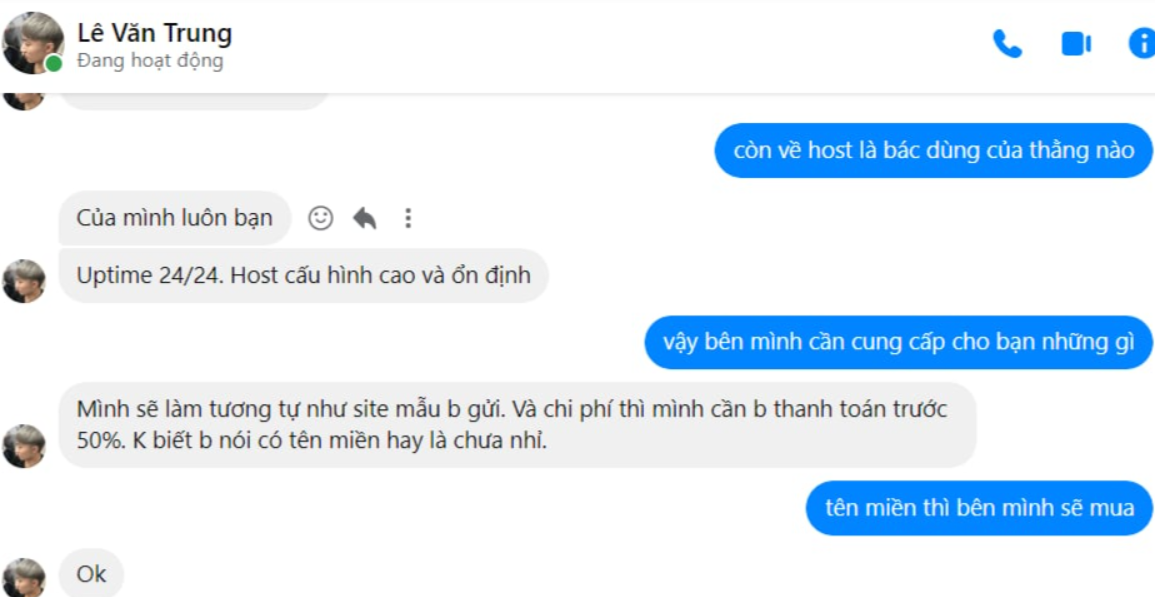 Lê Văn Trung
Đang hoạt động
còn về host là bác dùng của thằng nào
Của mình luôn bạn
Uptime 24/24. Host cấu hình cao và ổn định
vậy bên mình cần cung cấp cho bạn những gì
Mình sẽ làm tương tự như site mẫu b gửi. Và chi phí thì mình cần b thanh toán trước
50%. K biết b nói có tên miền hay là chưa nhỉ.
tên miền thì bên mình sẽ mua
Ok